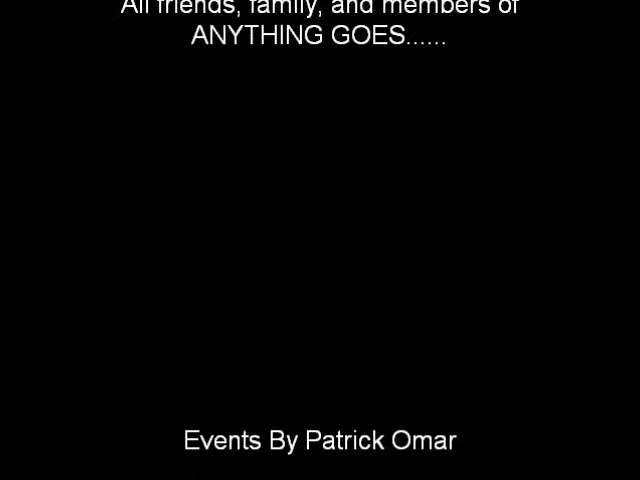 All friends, family, and members of
ANYTHING GOES......
Events By Patrick Omar